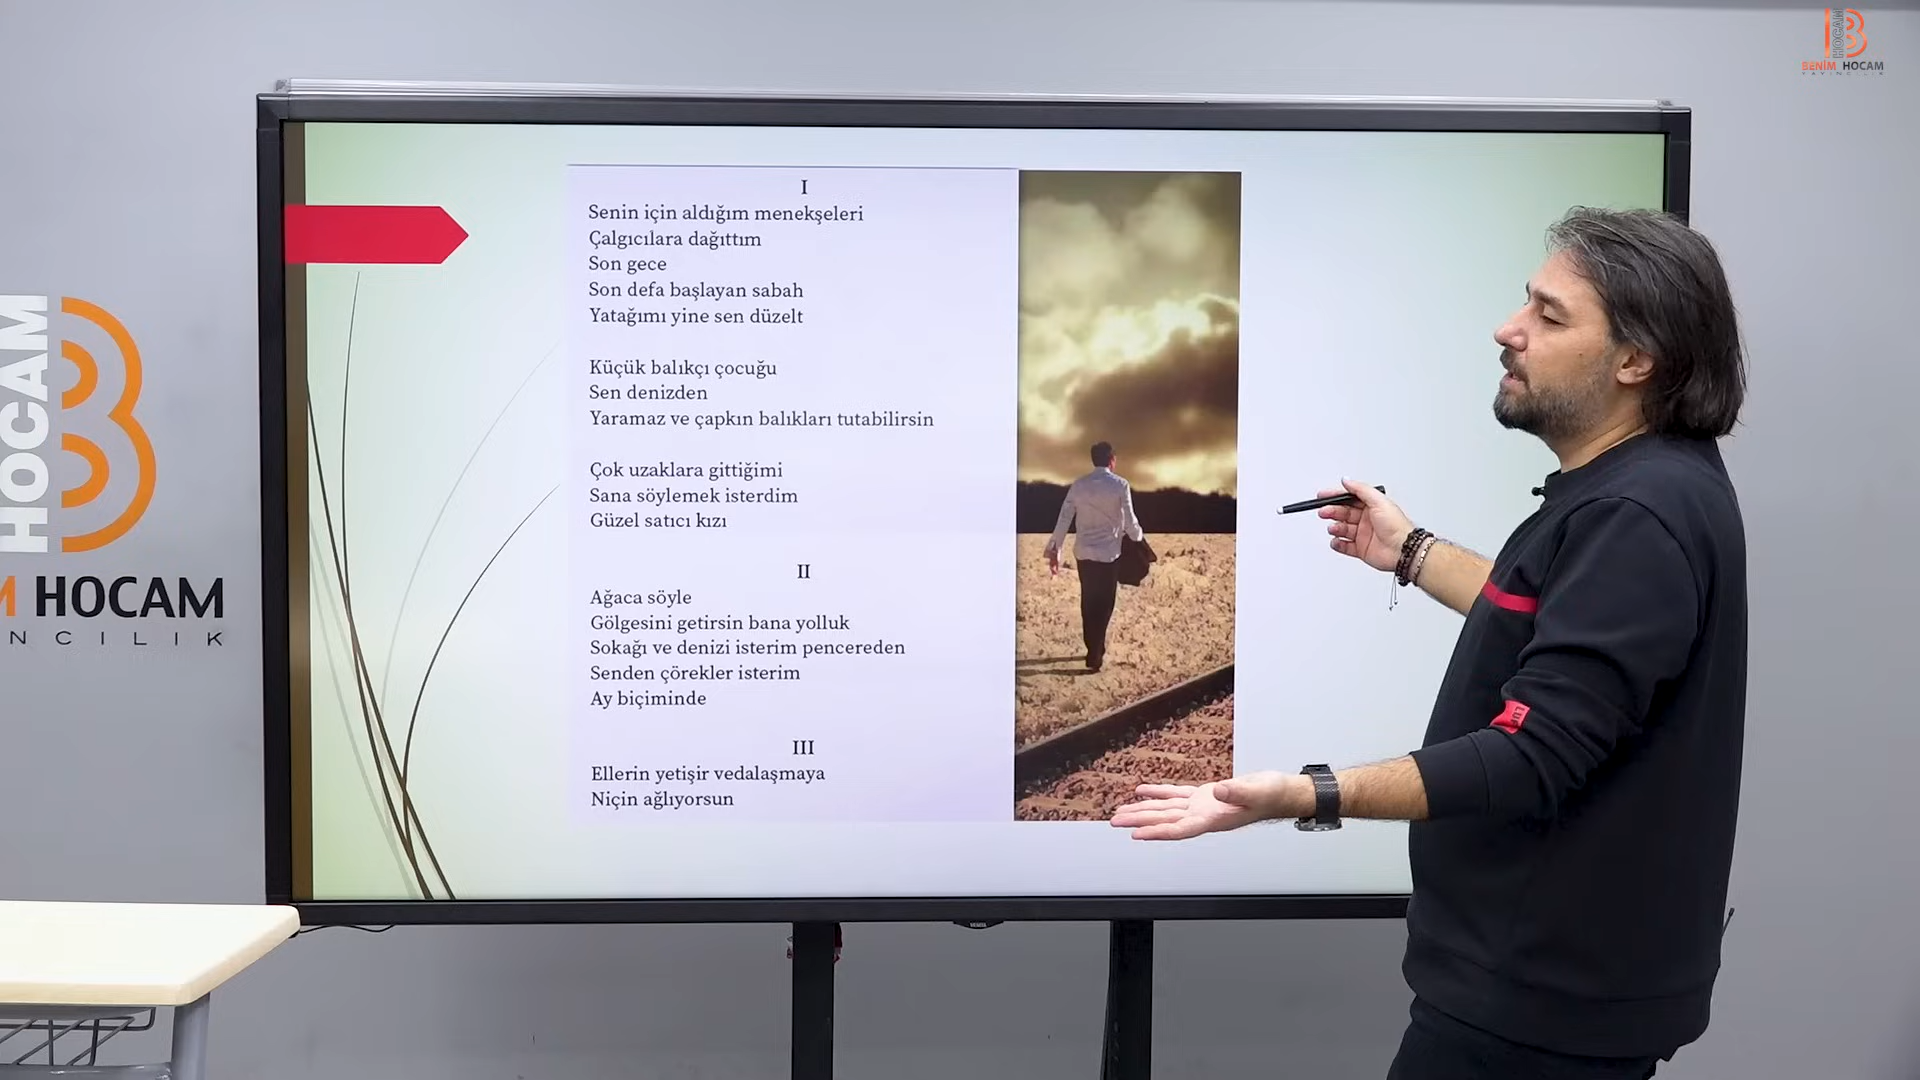 BENİM HOCAM
YAYINCILIK
HOCAM
I
Senin için aldığım menekşeleri
Çalgıcılara dağıttım
Son gece
Son defa başlayan sabah
Yatağımı yine sen düzelt
Küçük balıkçı çocuğu
Sen denizden
Yaramaz ve çapkın balıkları tutabilirsin
Çok uzaklara gittiğimi
Sana söylemek isterdim
Güzel satıcı kızı
II
Ağaca söyle
Gölgesini getirsin bana yolluk
Sokağı ve denizi isterim pencereden
Senden çörekler isterim
Ay biçiminde
III
Ellerin yetişir vedalaşmaya
Niçin ağlıyorsun
HOCAM
M HOCAM
NCILIK